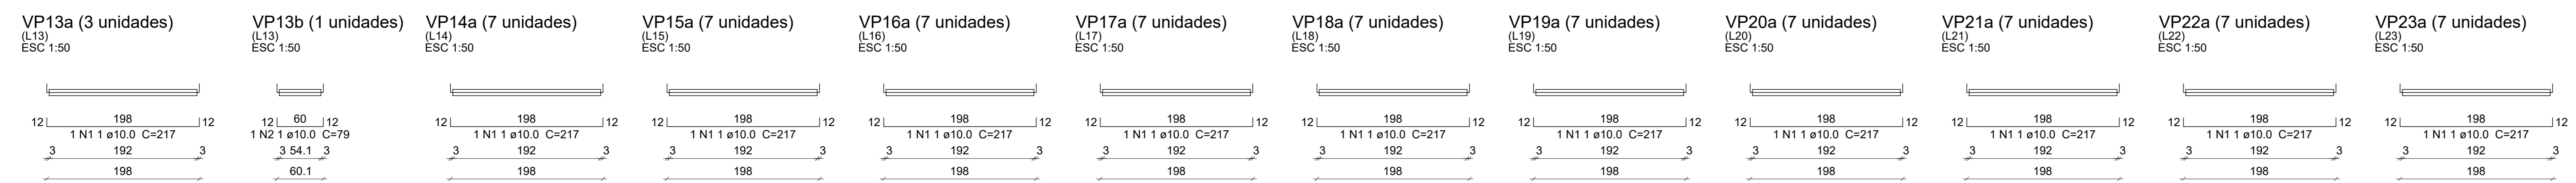 VP13a (3 unidades)
(L13)
ESC 1:50
12 198 12
1 N1 1 ø10.0 C=217
3 192 3
198
VP13b (1 unidades)
(L13)
ESC 1:50
12 60 12
1 N2 1 ø10.0 C=79
3 54.1 3
60.1
VP14a (7 unidades)
(L14)
ESC 1:50
12 198 12
1 N1 1 ø10.0 C=217
3 192 3
198
VP15a (7 unidades)
(L15)
ESC 1:50
12 198 12
1 N1 1 ø10.0 C=217
3 192 3
198
VP16a (7 unidades)
(L16)
ESC 1:50
12 198 12
1 N1 1 ø10.0 C=217
3 192 3
198
VP17a (7 unidades)
(L17)
ESC 1:50
12 198 12
1 N1 1 ø10.0 C=217
3 192 3
198
VP18a (7 unidades)
(L18)
ESC 1:50
12 198 12
1 N1 1 ø10.0 C=217
3 192 3
198
VP19a (7 unidades)
(L19)
ESC 1:50
12 198 12
1 N1 1 ø10.0 C=217
3 192 3
198
VP20a (7 unidades)
(L20)
ESC 1:50
12 198 12
1 N1 1 ø10.0 C=217
3 192 3
198
VP21a (7 unidades)
(L21)
ESC 1:50
12 198 12
1 N1 1 ø10.0 C=217
3 192 3
198
VP22a (7 unidades)
(L22)
ESC 1:50
12 198 12
1 N1 1 ø10.0 C=217
3 192 3
198
VP23a (7 unidades)
(L23)
ESC 1:50
12 198 12
1 N1 1 ø10.0 C=217
3 192 3
198